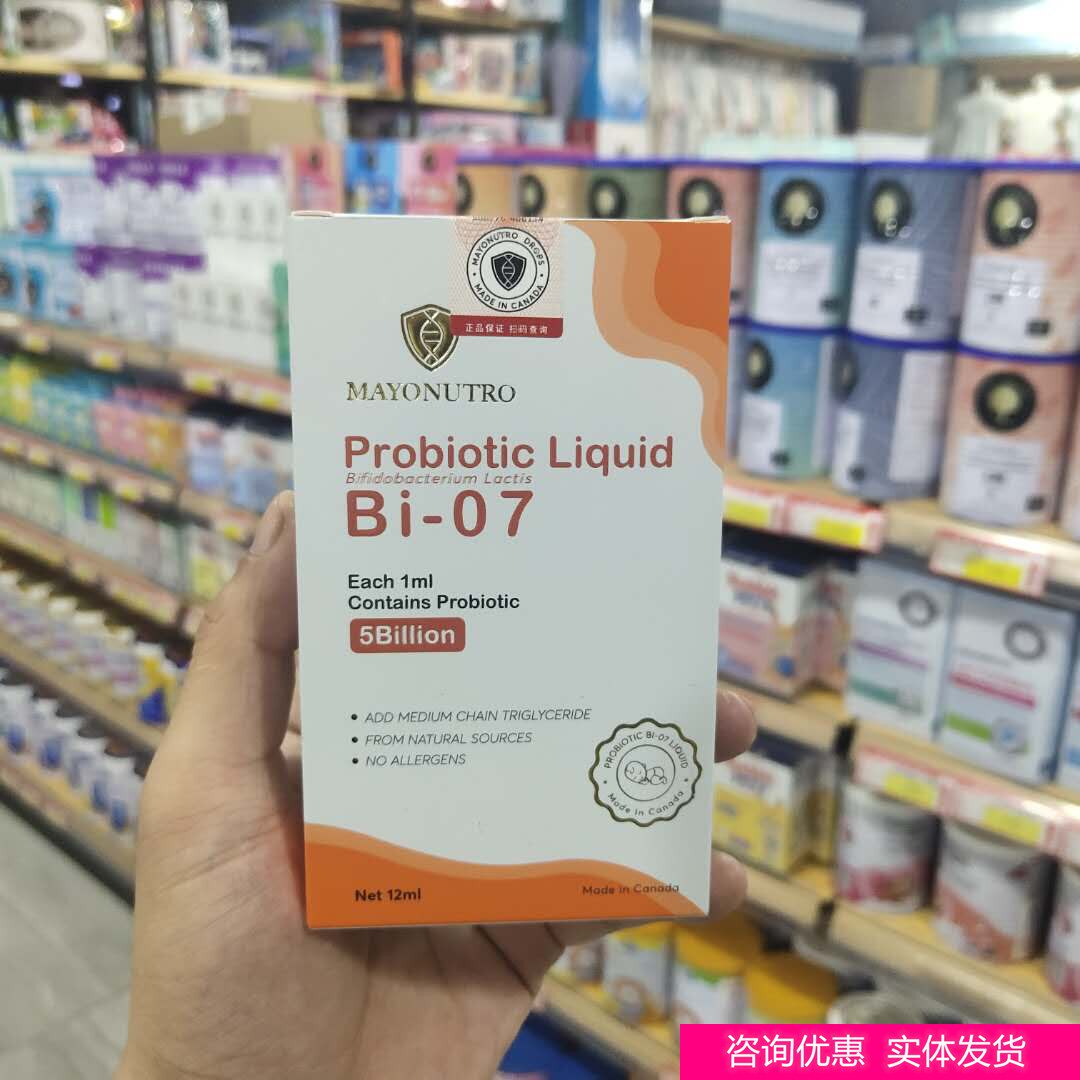 MAYONUTRO DROPS
MADE IN CANADA
正品保证 扫码查询
MAYONUTRO
Probiotic Liquid
Bifidobacterium Lactis
Bi-07
Each 1ml
Contains Probiotic
5Billion
• ADD MEDIUM CHAIN TRIGLYCERIDE
• FROM NATURAL SOURCES
• NO ALLERGENS
PROBIOTIC BI-07 LIQUID
Made in Canada
Net 12ml
Made in Canada
咨询优惠 实体发货